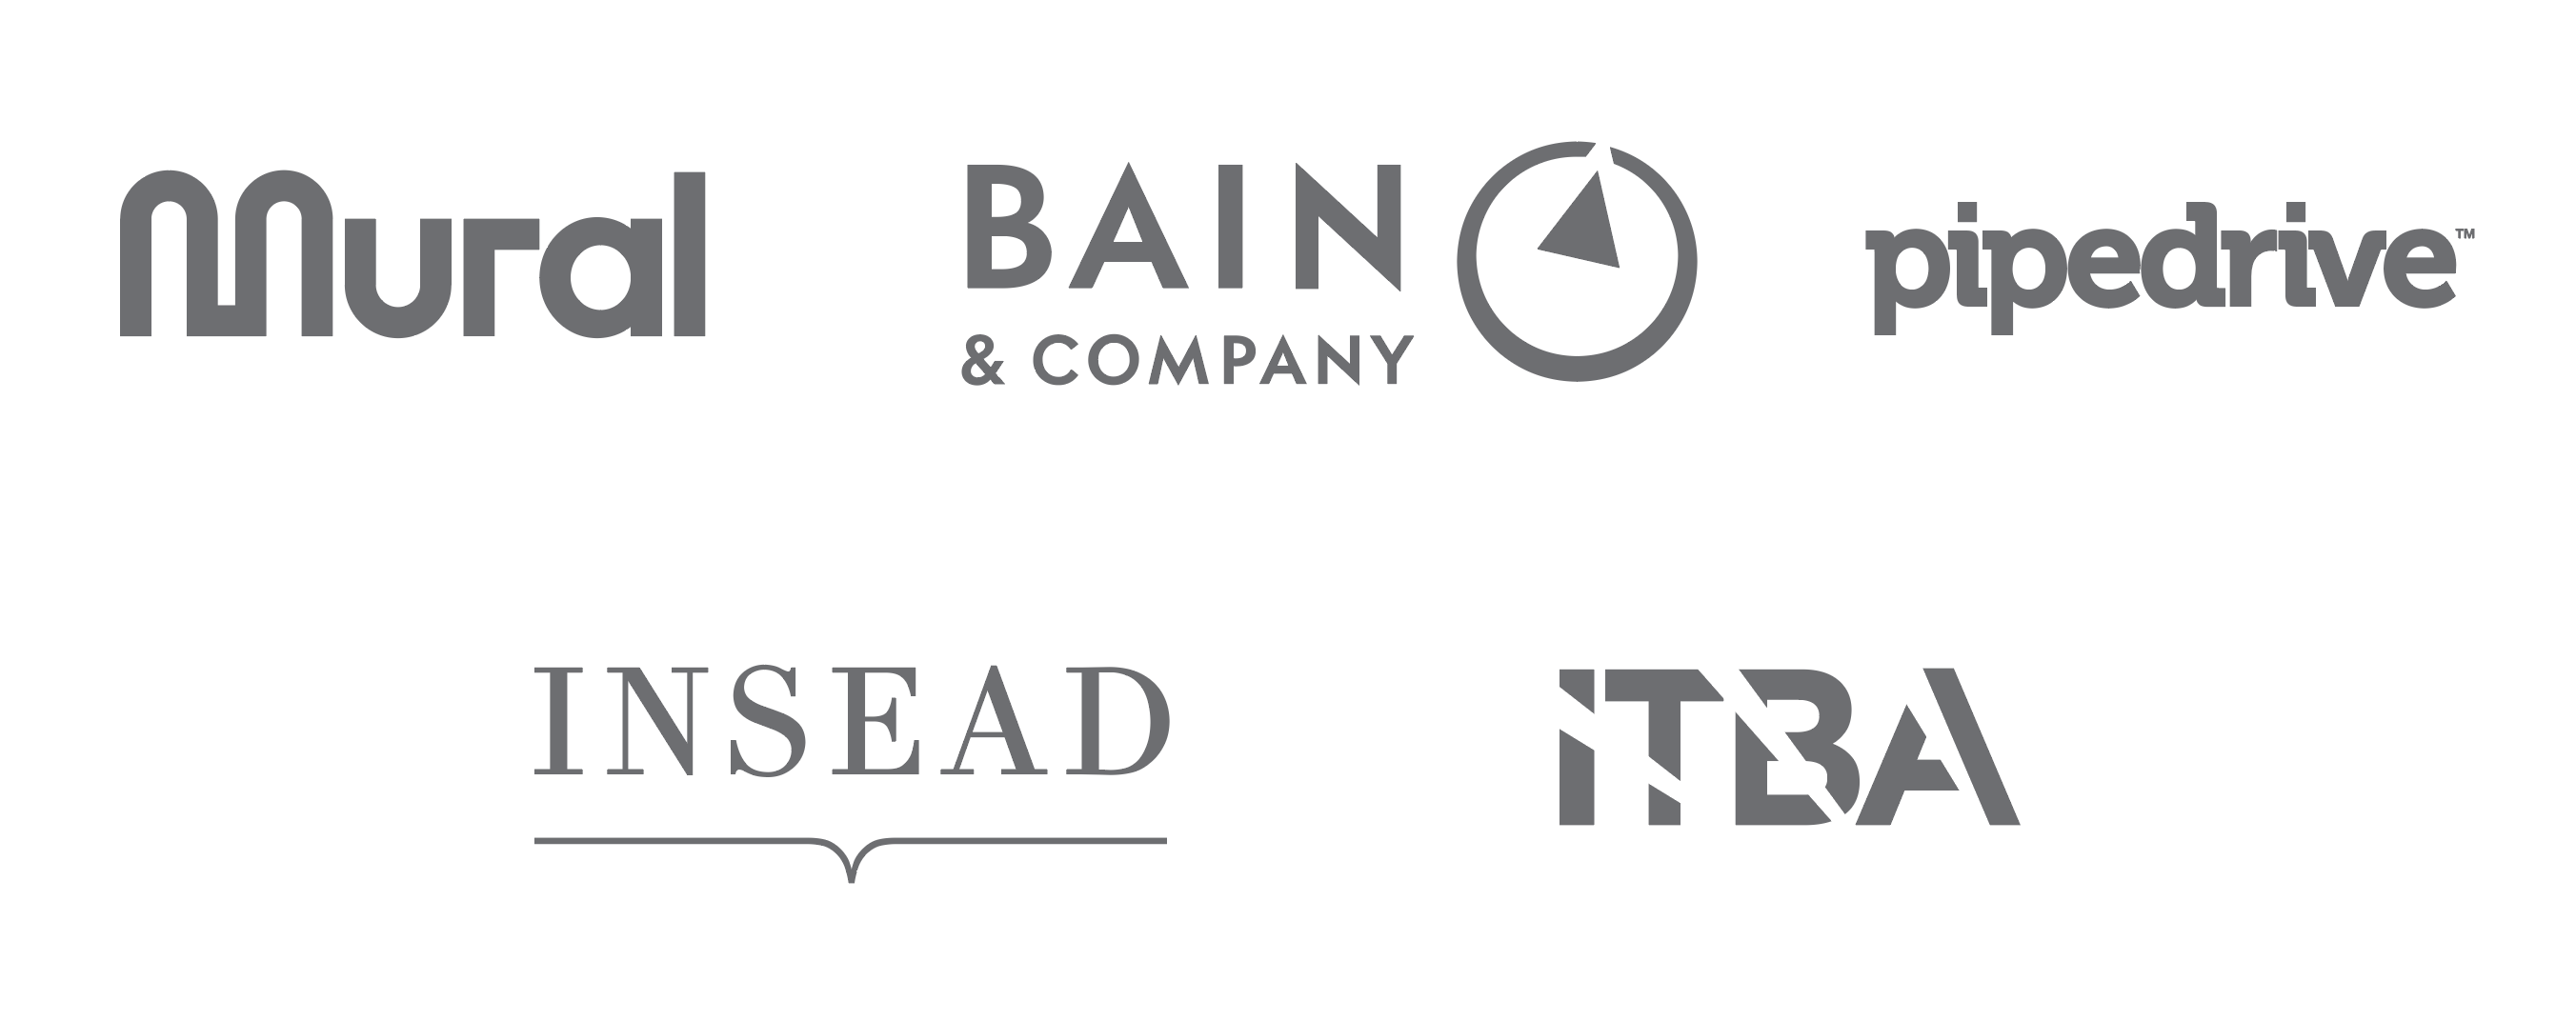 Mural
BAIN
& COMPANY
pipedrive™
INSEAD
iTBA